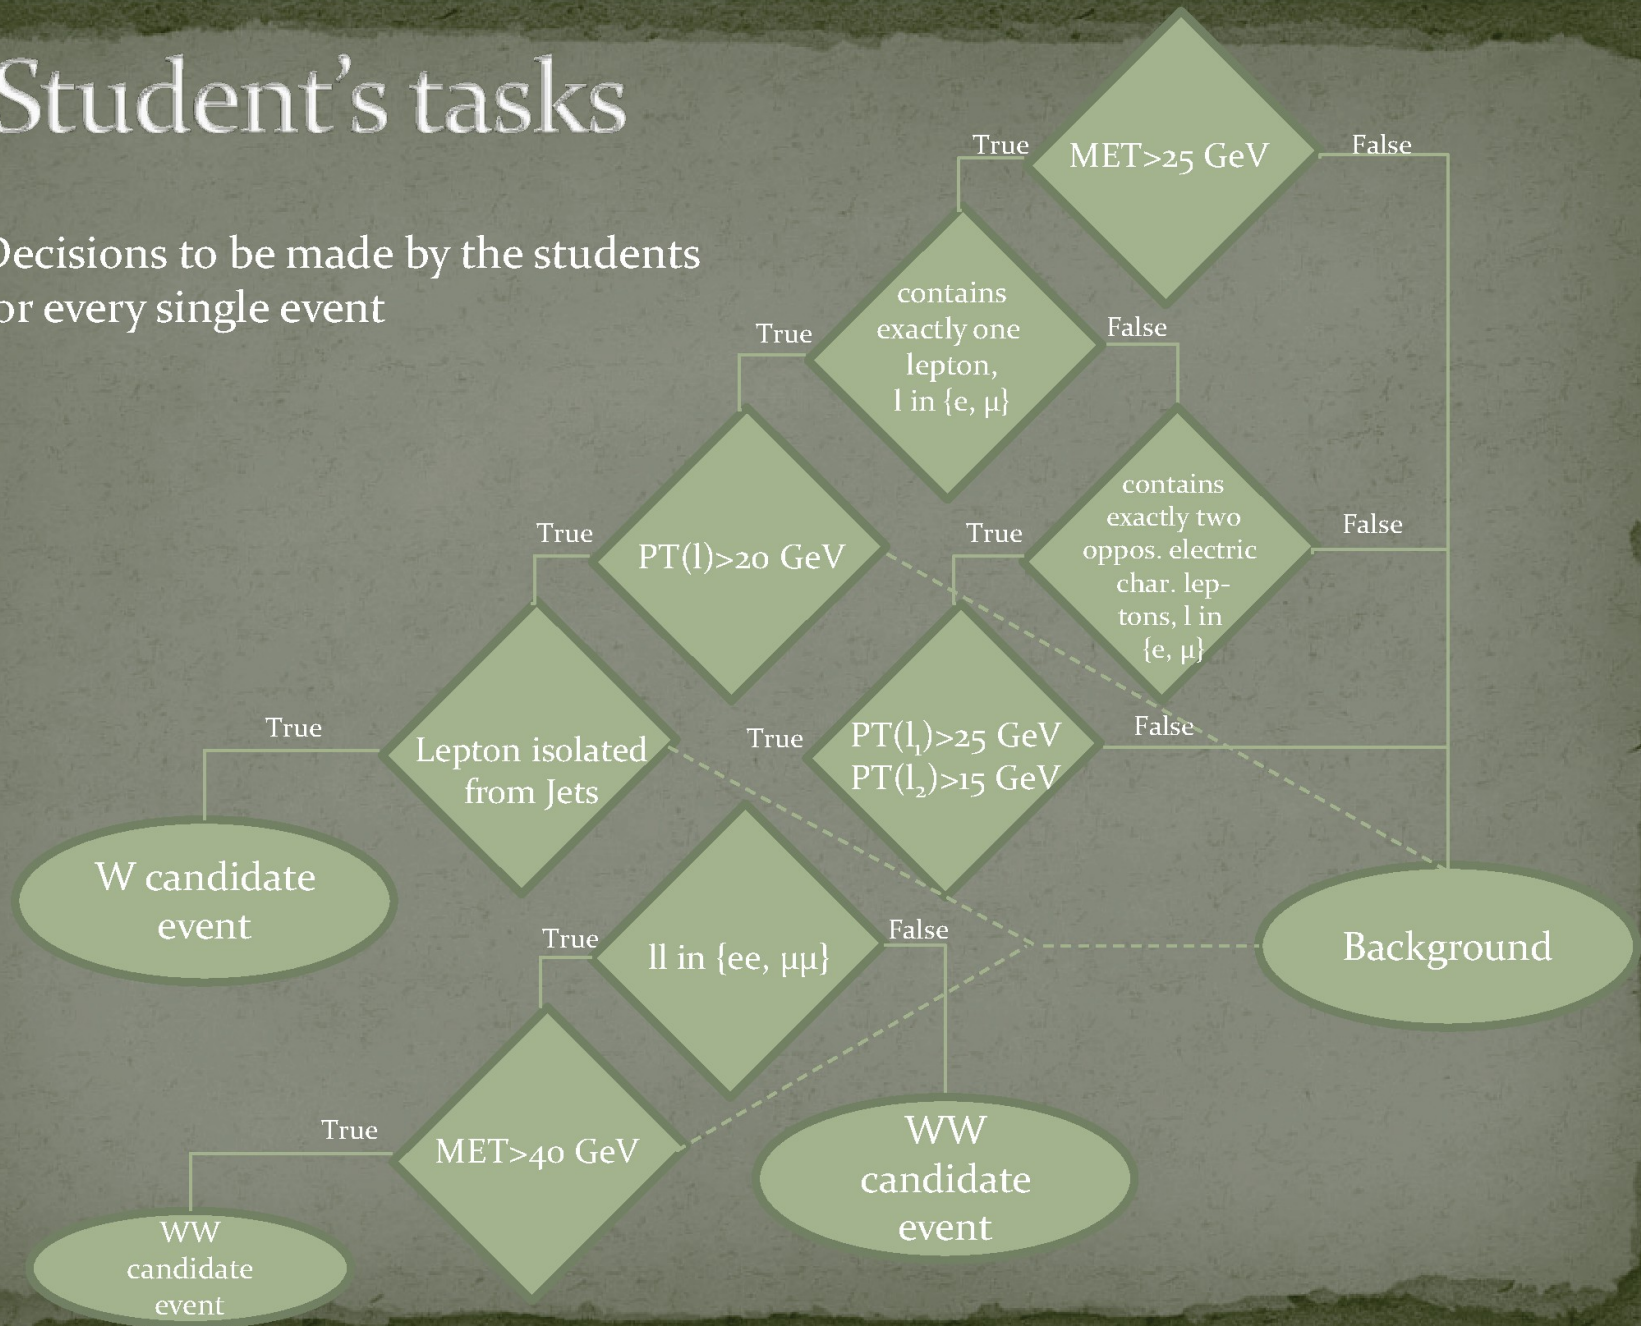 Student's tasks
Decisions to be made by the students
or every single event
MET>25 GeV
True
False
contains
exactly one
lepton,
l in {e, μ}
True
False
PT(l)>20 GeV
True
contains
exactly two
oppos. electric
char. lep-
tons, l in
{e, μ}
True
False
Lepton isolated
from Jets
True
PT(l₁)>25 GeV
PT(l₂)>15 GeV
True
False
W candidate
event
ll in {ee, μμ}
True
False
Background
MET>40 GeV
True
WW
candidate
event
WW
candidate
event